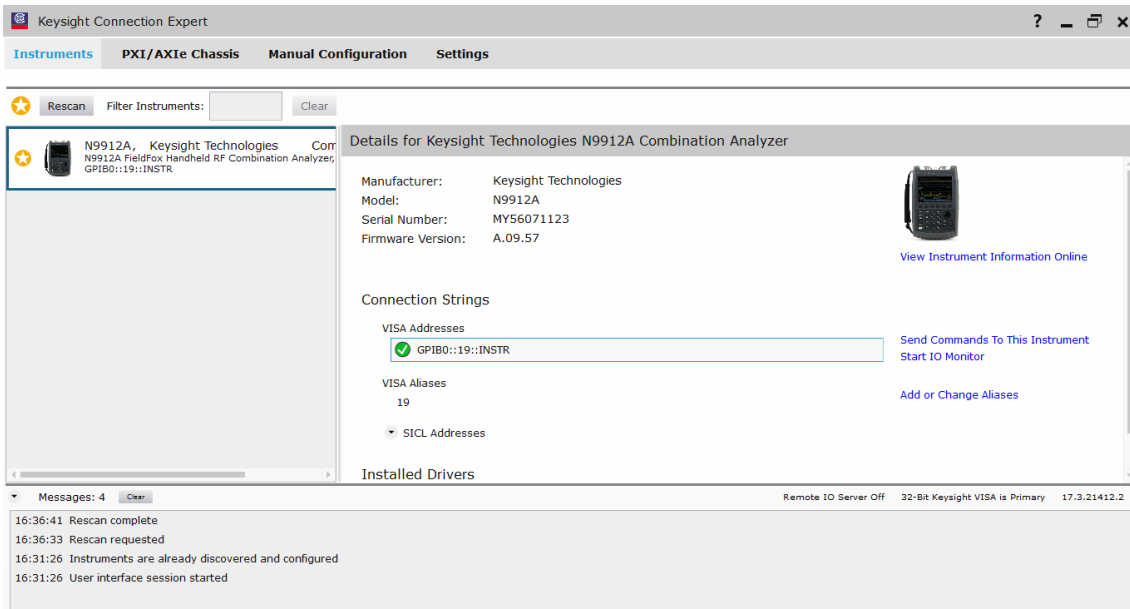 Keysight Connection Expert
?
Instruments PXI/AXIe Chassis Manual Configuration Settings
Rescan Filter Instruments: Clear
N9912A, Keysight Technologies Com
N9912A FieldFox Handheld RF Combination Analyzer,
GPIB0::19::INSTR
Details for Keysight Technologies N9912A Combination Analyzer
Manufacturer: Keysight Technologies
Model: N9912A
Serial Number: MY56071123
Firmware Version: A.09.57
View Instrument Information Online
Connection Strings
VISA Addresses
GPIB0::19::INSTR
Send Commands To This Instrument
Start IO Monitor
VISA Aliases
19
Add or Change Aliases
SICL Addresses
Installed Drivers
Messages: 4 Clear
Remote IO Server Off 32-Bit Keysight VISA is Primary 17.3.21412.2
16:36:41 Rescan complete
16:36:33 Rescan requested
16:31:26 Instruments are already discovered and configured
16:31:26 User interface session started